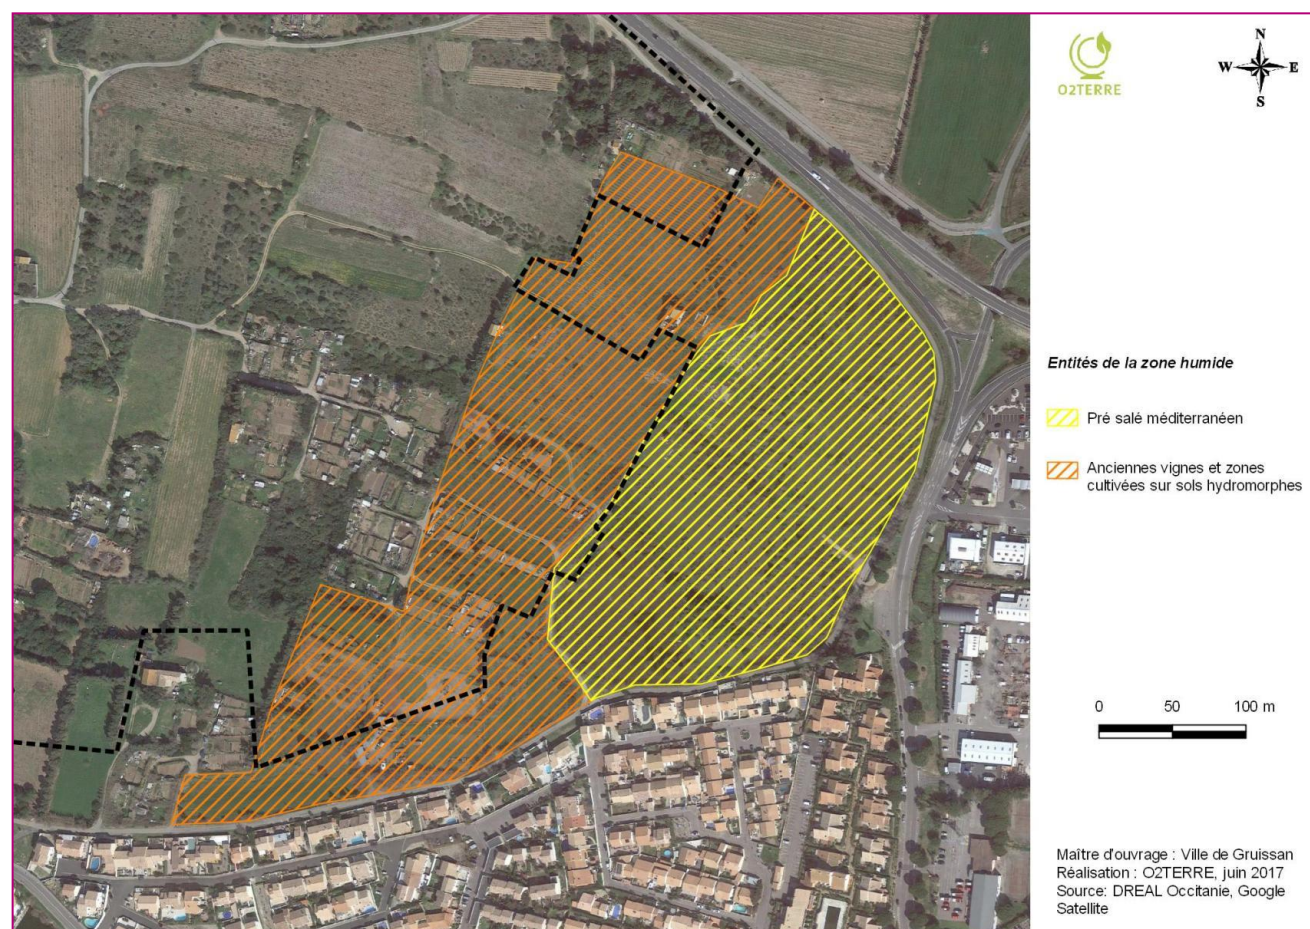 O2TERRE
N
W E
S
Entités de la zone humide
Pré salé méditerranéen
Anciennes vignes et zones
cultivées sur sols hydromorphes
0 50 100 m
Maître d'ouvrage : Ville de Gruissan
Réalisation : O2TERRE, juin 2017
Source: DREAL Occitanie, Google
Satellite